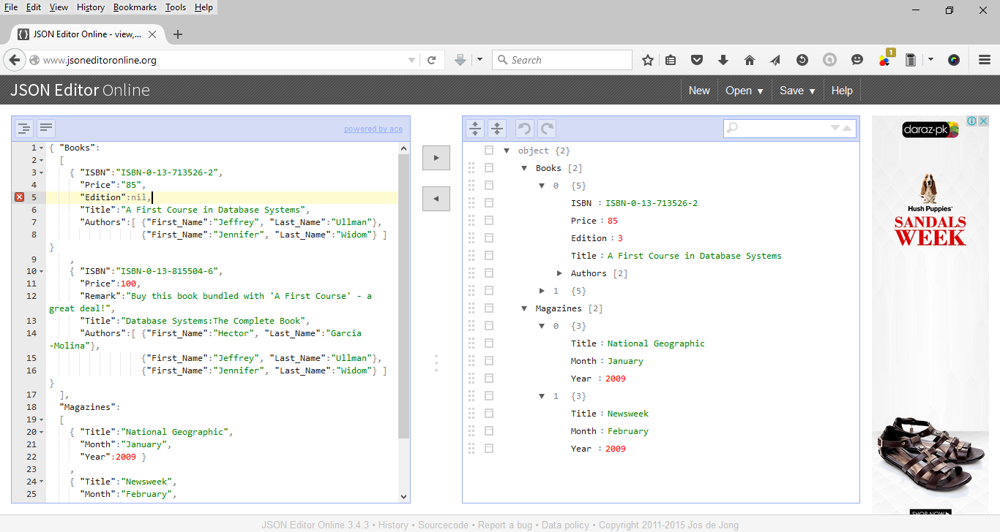 File Edit View History Bookmarks Tools Help
JSON Editor Online - view,...
www.jsoneditoronline.org
Search
1
JSON Editor Online
New Open Save Help
powered by ace
1 { "Books":
2 [
3 { "ISBN":"ISBN-0-13-713526-2",
4 "Price":"85",
5 "Edition":nil,
6 "Title":"A First Course in Database Systems",
7 "Authors":[ {"First_Name":"Jeffrey", "Last_Name":"Ullman"},
8 {"First_Name":"Jennifer", "Last_Name":"Widom"} ]
}
9 ,
10 { "ISBN":"ISBN-0-13-815504-6",
11 "Price":100,
12 "Remark":"Buy this book bundled with 'A First Course' - a
great deal!",
13 "Title":"Database Systems:The Complete Book",
14 "Authors":[ {"First_Name":"Hector", "Last_Name":"Garcia
-Molina"},
15 {"First_Name":"Jeffrey", "Last_Name":"Ullman"},
16 {"First_Name":"Jennifer", "Last_Name":"Widom"} ]
}
17 ],
18 "Magazines":
19 [
20 { "Title":"National Geographic",
21 "Month":"January",
22 "Year":2009 }
23 ,
24 { "Title":"Newsweek",
25 "Month":"February",
object {2}
Books [2]
0 {5}
ISBN : ISBN-0-13-713526-2
Price : 85
Edition : 3
Title : A First Course in Database Systems
Authors [2]
1 {5}
Magazines [2]
0 {3}
Title : National Geographic
Month : January
Year : 2009
1 {3}
Title : Newsweek
Month : February
Year : 2009
daraz.pk
Hush Puppies
SANDALS
WEEK
SHOP NOW
JSON Editor Online 3.4.3 • History • Sourcecode • Report a bug • Data policy • Copyright 2011-2015 Jos de Jong